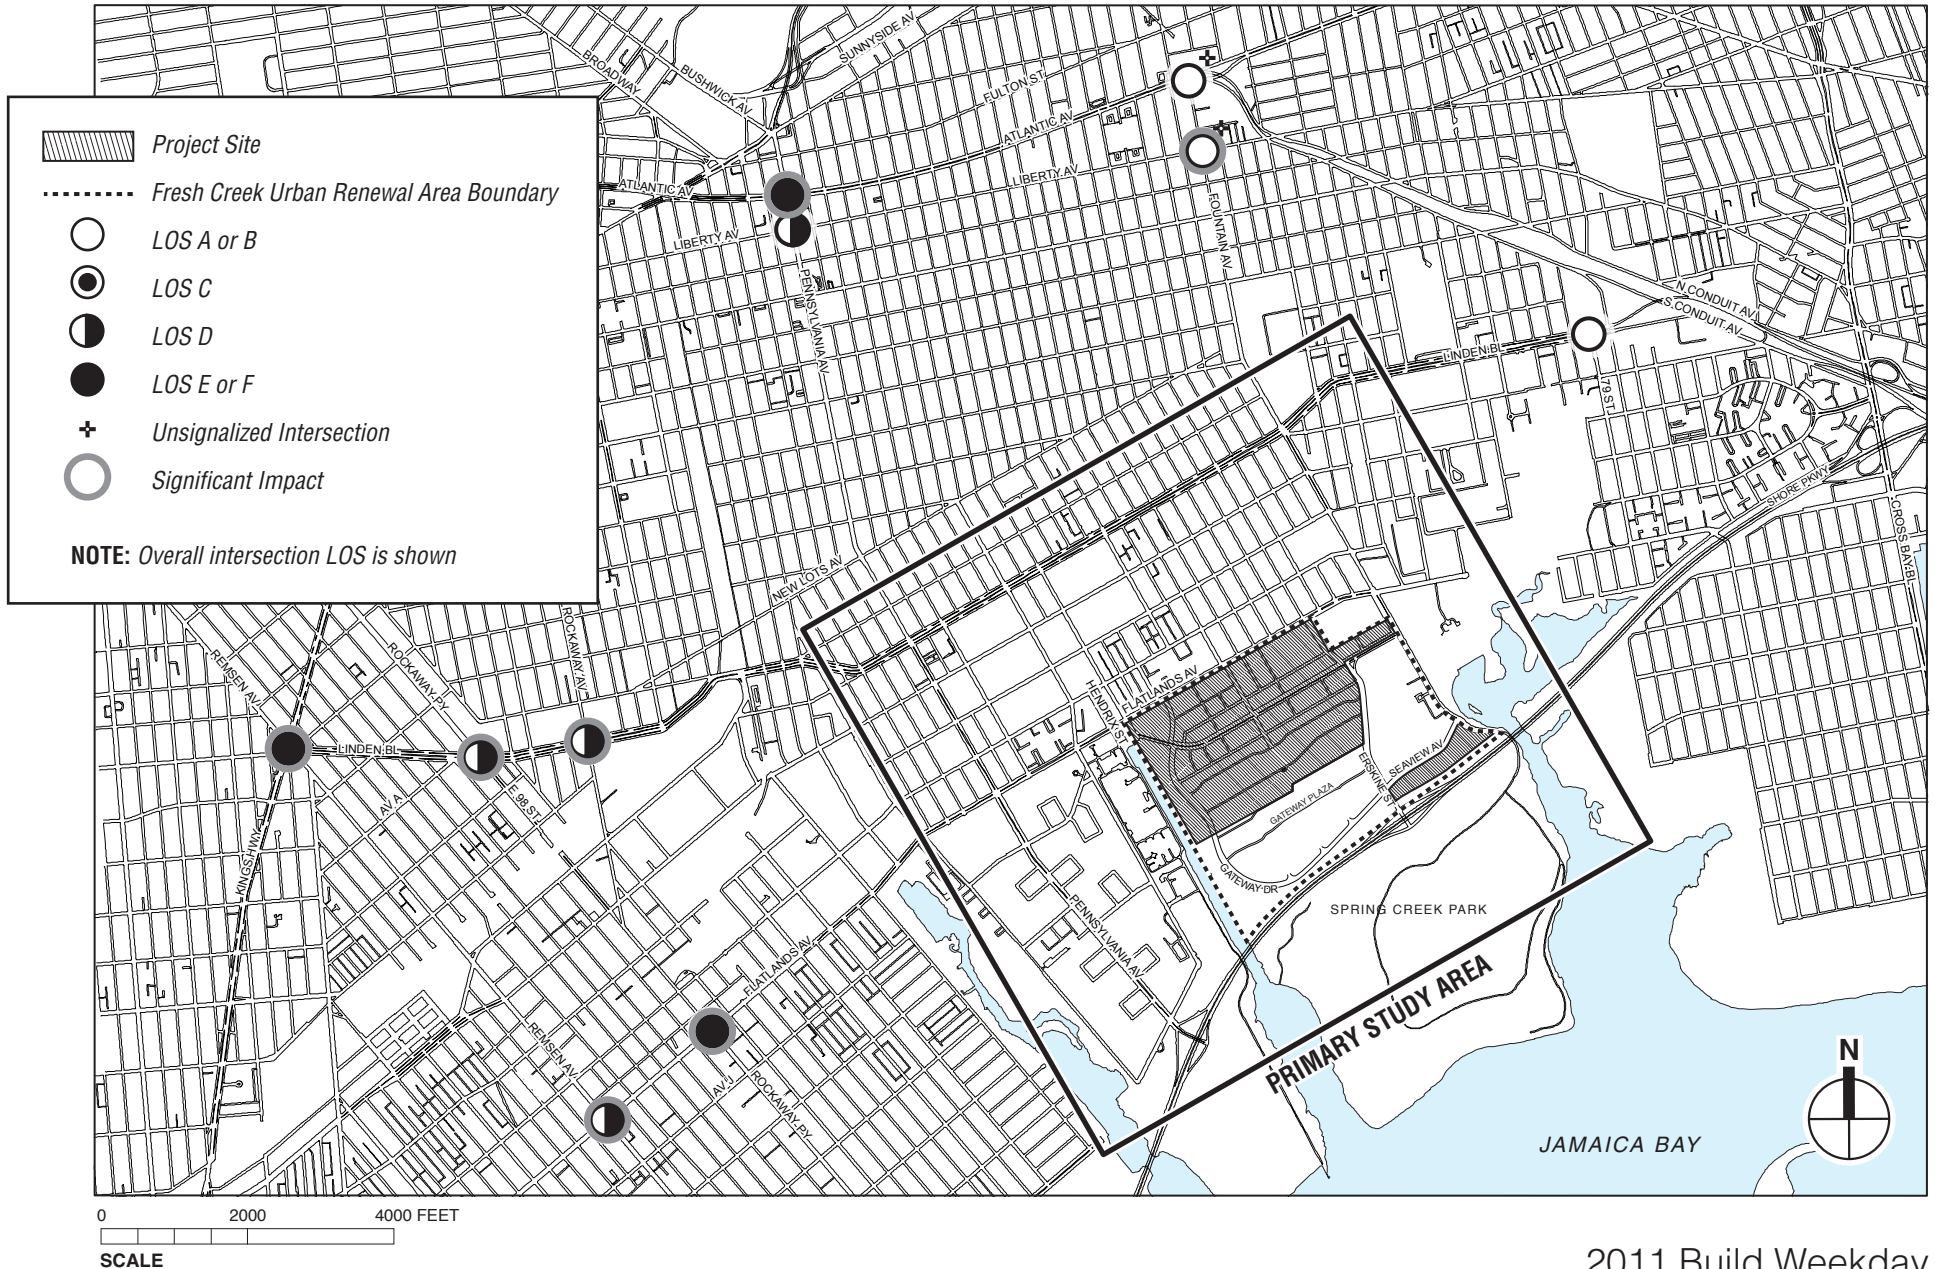 SUNNYSIDE AV
BROADWAY
BUSHWICK AV
FULTON ST.
ATLANTIC AV
ATLANTIC AV
LIBERTY AV
LIBERTY AV
FOUNTAIN AV
PENNSYLVANIA AV
N CONDUIT AV
S.CONDUIT AV
LINDEN BL
79 ST.
SHORE PKWY
CROSS BAY BL
Project Site
Fresh Creek Urban Renewal Area Boundary
LOS A or B
LOS C
LOS D
LOS E or F
Unsignalized Intersection
Significant Impact
NOTE: Overall intersection LOS is shown
NEW LOTS AV
ROCKAWAY AV
ROCKAWAY PY
REMSEN AV
LINDEN BL
AV A
E 98 ST.
KINGS HWY
HENDRIX S
FLATLANDS AV
ERSKINE S
SEAVIEW AV
GATEWAY PLAZA
GATEWAY DR
SPRING CREEK PARK
PENNSYLVANIA AV
FLATLANDS AV
REMSEN AV
AV J
ROCKAWAY PY
PRIMARY STUDY AREA
JAMAICA BAY
N
0 2000 4000 FEET
SCALE
2011 Build Weekday